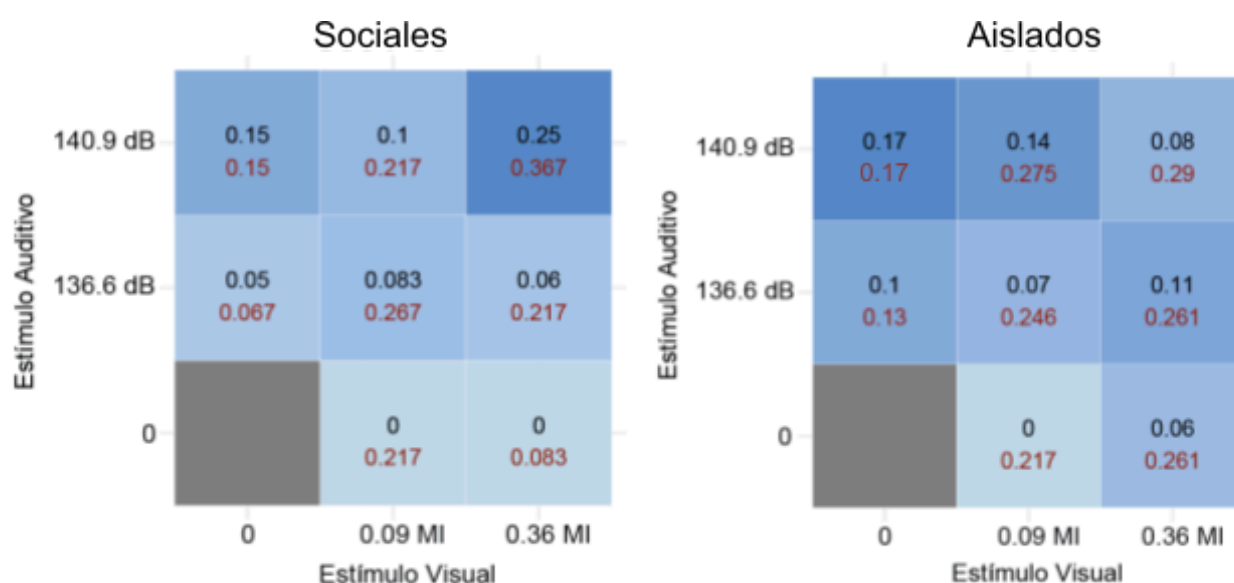 Sociales
Estímulo Auditivo
140.9 dB
0.15
0.1
0.25
0.15
0.217
0.367
136.6 dB
0.05
0.083
0.06
0.067
0.267
0.217
0
0
0
0.217
0.083
0
0.09 MI
0.36 MI
Estímulo Visual
Aislados
Estímulo Auditivo
140.9 dB
0.17
0.14
0.08
0.17
0.275
0.29
136.6 dB
0.1
0.07
0.11
0.13
0.246
0.261
0
0
0.06
0.217
0.261
0
0.09 MI
0.36 MI
Estímulo Visual